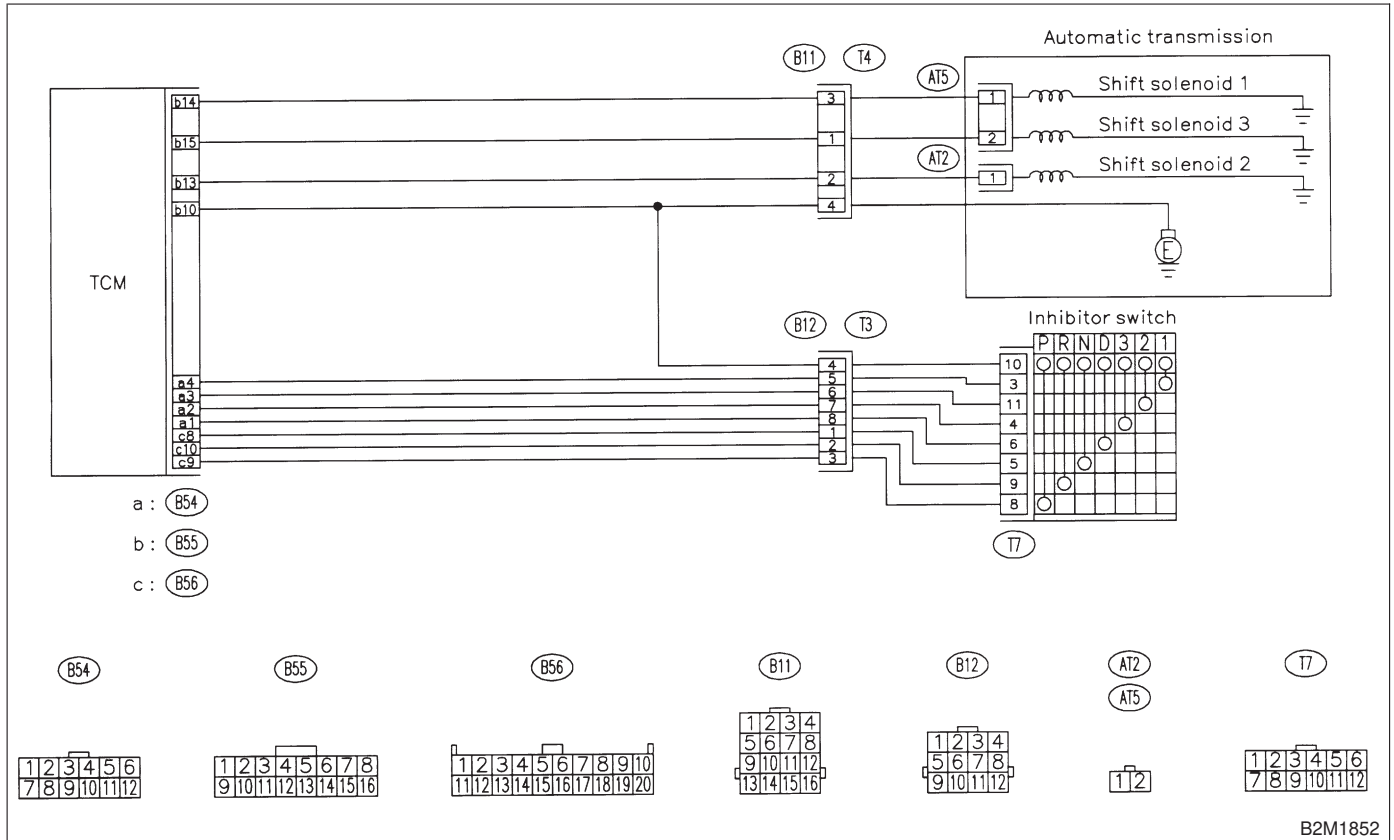 Automatic transmission
B11 T4
AT5
b14 3 1 Shift solenoid 1
b15 1 2 Shift solenoid 3
AT2
b13 2 1 Shift solenoid 2
b10 4
E
TCM
B12 T3
Inhibitor switch
P R N D 3 2 1
4 10
a4 5 3
a3 6 11
a2 7 4
a1 8 6
c8 1 5
c10 2 9
c9 3 8
a : B54
T7
b : B55
c : B56
B54 B55 B56 B11 B12 AT2 T7
AT5
1 2 3 4 5 6
7 8 9 10 11 12
1 2 3 4 5 6 7 8
9 10 11 12 13 14 15 16
1 2 3 4 5 6 7 8 9 10
11 12 13 14 15 16 17 18 19 20
1 2 3 4
5 6 7 8
9 10 11 12
13 14 15 16
1 2 3 4
5 6 7 8
9 10 11 12
1 2
1 2 3 4 5 6
7 8 9 10 11 12
B2M1852